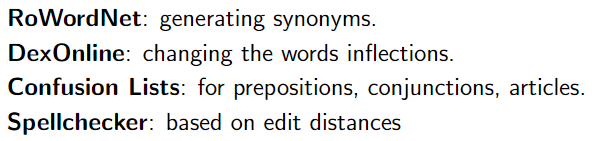 RoWordNet: generating synonyms.
DexOnline: changing the words inflections.
Confusion Lists: for prepositions, conjunctions, articles.
Spellchecker: based on edit distances